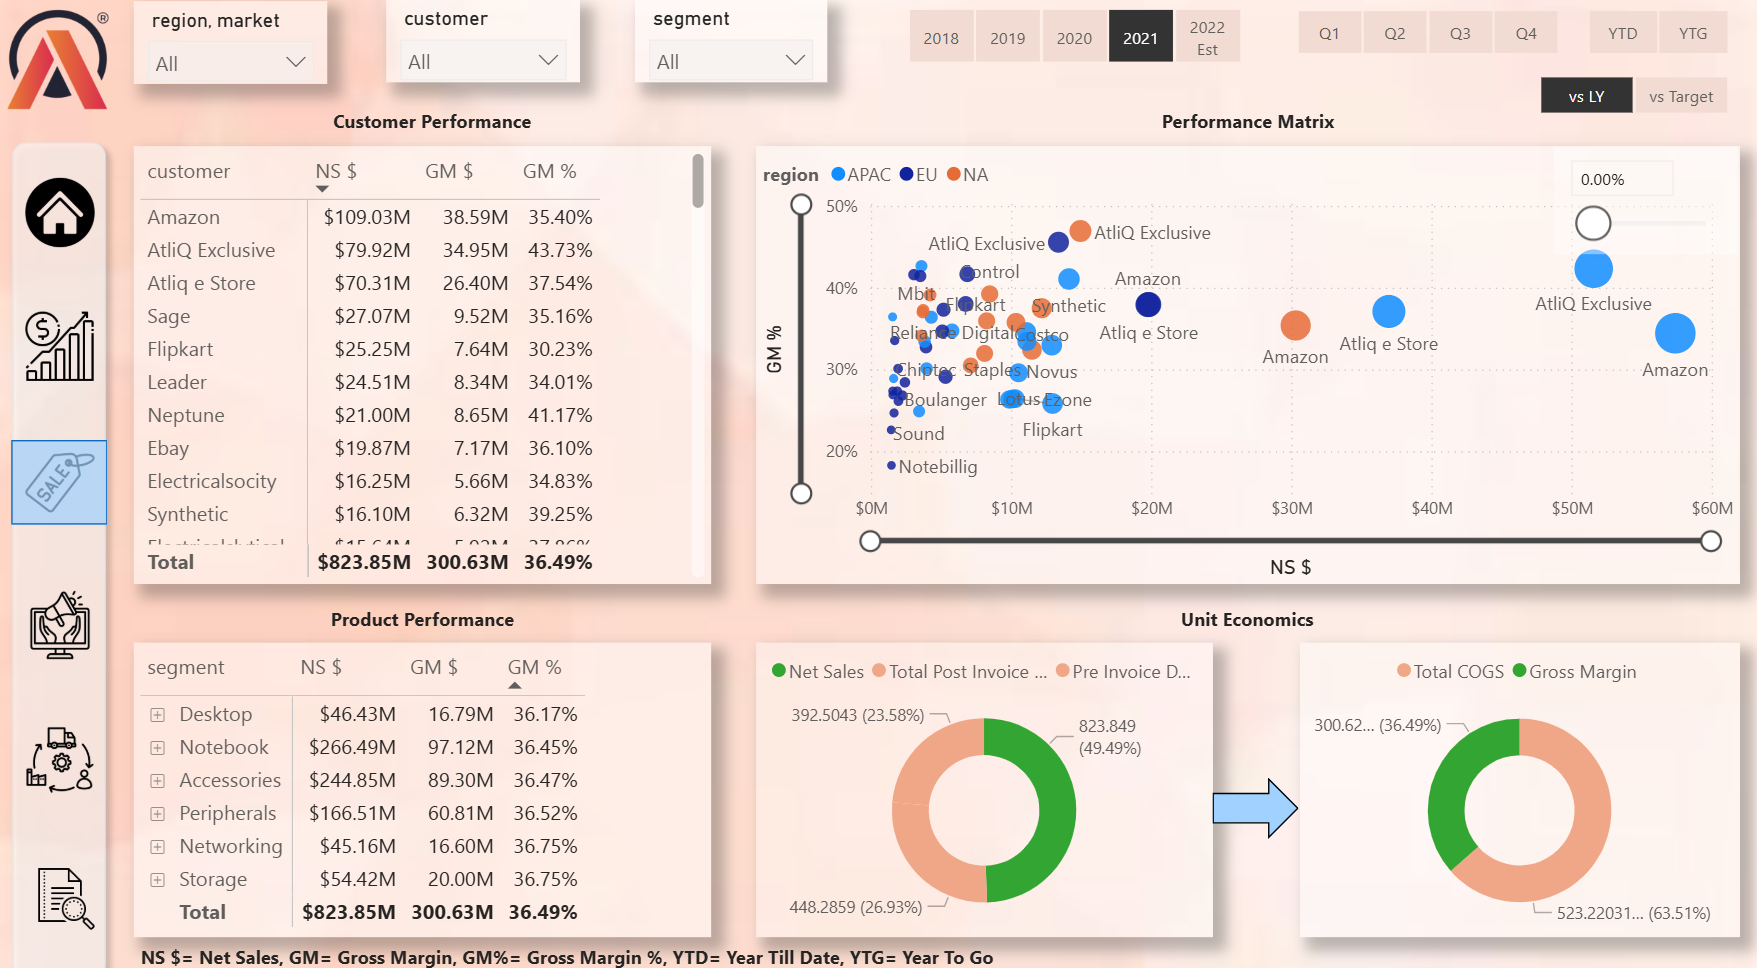 ®
region, market
All
customer
All
segment
All
2018
2019
2020
2021
2022
Est
Q1
Q2
Q3
Q4
YTD
YTG
vs LY
vs Target
Customer Performance
customer NS $ GM $ GM %
Amazon $109.03M 38.59M 35.40%
AtliQ Exclusive $79.92M 34.95M 43.73%
Atliq e Store $70.31M 26.40M 37.54%
Sage $27.07M 9.52M 35.16%
Flipkart $25.25M 7.64M 30.23%
Leader $24.51M 8.34M 34.01%
Neptune $21.00M 8.65M 41.17%
Ebay $19.87M 7.17M 36.10%
Electricalsocity $16.25M 5.66M 34.83%
Synthetic $16.10M 6.32M 39.25%
Total $823.85M 300.63M 36.49%
Performance Matrix
region APAC EU NA
0.00%
GM %
50%
40%
30%
20%
AtliQ Exclusive
AtliQ Exclusive
Control
Amazon
AtliQ Exclusive
Mbit
Flipkart
Synthetic
Reliance Digital
Costco
Atliq e Store
Atliq e Store
Amazon
Amazon
Chiptec
Staples
Novus
Boulanger
Lotus
Ezone
Sound
Flipkart
Notebillig
$0M $10M $20M $30M $40M $50M $60M
NS $
SALE
Product Performance
segment NS $ GM $ GM %
Desktop $46.43M 16.79M 36.17%
Notebook $266.49M 97.12M 36.45%
Accessories $244.85M 89.30M 36.47%
Peripherals $166.51M 60.81M 36.52%
Networking $45.16M 16.60M 36.75%
Storage $54.42M 20.00M 36.75%
Total $823.85M 300.63M 36.49%
Unit Economics
Net Sales Total Post Invoice ... Pre Invoice D...
392.5043 (23.58%)
823.849
(49.49%)
448.2859 (26.93%)
Total COGS Gross Margin
300.62... (36.49%)
523.22031... (63.51%)
NS $= Net Sales, GM= Gross Margin, GM%= Gross Margin %, YTD= Year Till Date, YTG= Year To Go